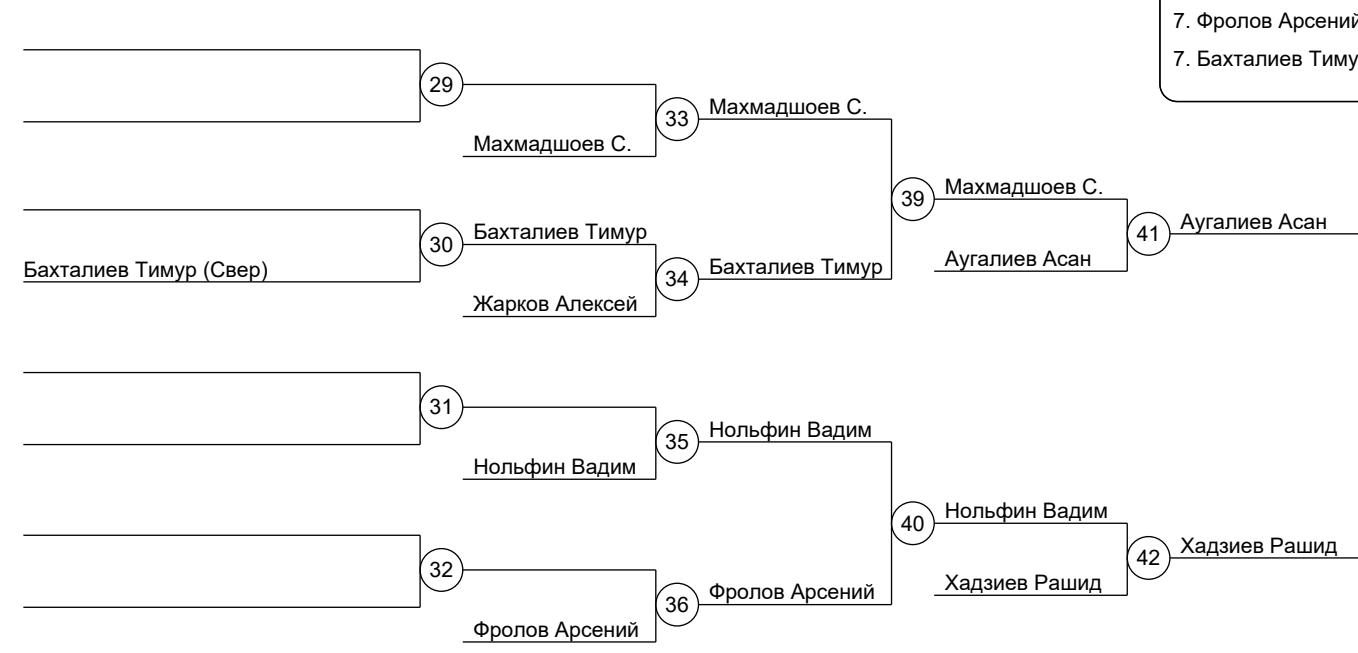 7. Фролов Арсений
7. Бахталиев Тиму
29
Махмадшоев С.
33
Махмадшоев С.
Бахталиев Тимур (Свер)
30
Бахталиев Тимур
Жарков Алексей
34
Бахталиев Тимур
39
Махмадшоев С.
Аугалиев Асан
41
Аугалиев Асан
31
Нольфин Вадим
35
Нольфин Вадим
32
Фролов Арсений
36
Фролов Арсений
40
Нольфин Вадим
Хадзиев Рашид
42
Хадзиев Рашид